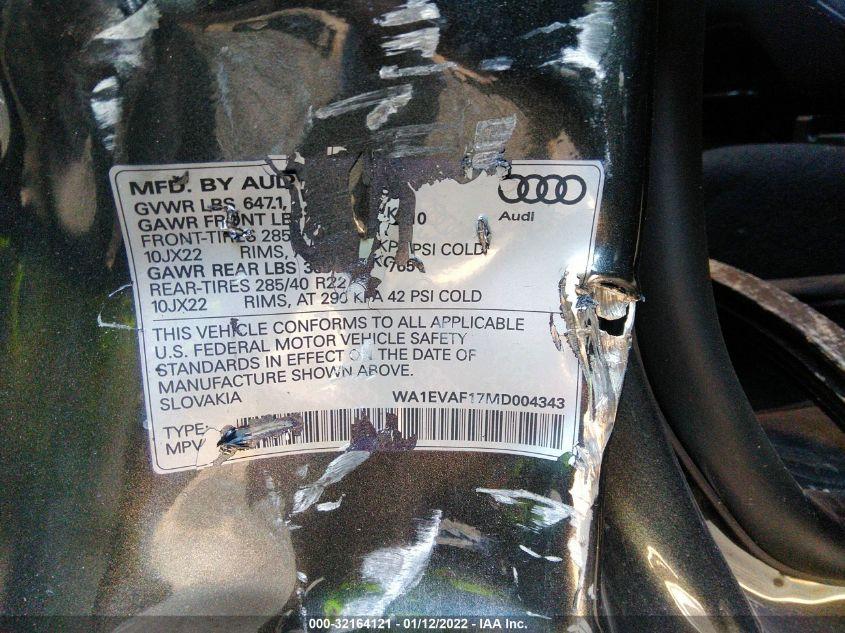 MFD. BY AUD
Audi
GVWR LBS 647.1,
GAWR FRONT LB
FRONT-TIRES 285
10JX22 RIMS, PSI COLD
GAWR REAR LBS
REAR-TIRES 285/40 R22
10JX22 RIMS, AT 290 KPA 42 PSI COLD
THIS VEHICLE CONFORMS TO ALL APPLICABLE
U.S. FEDERAL MOTOR VEHICLE SAFETY
STANDARDS IN EFFECT ON THE DATE OF
MANUFACTURE SHOWN ABOVE.
SLOVAKIA WA1EVAF17MD004343
TYPE:
MPV
000-32164121 - 01/12/2022 - IAA Inc.